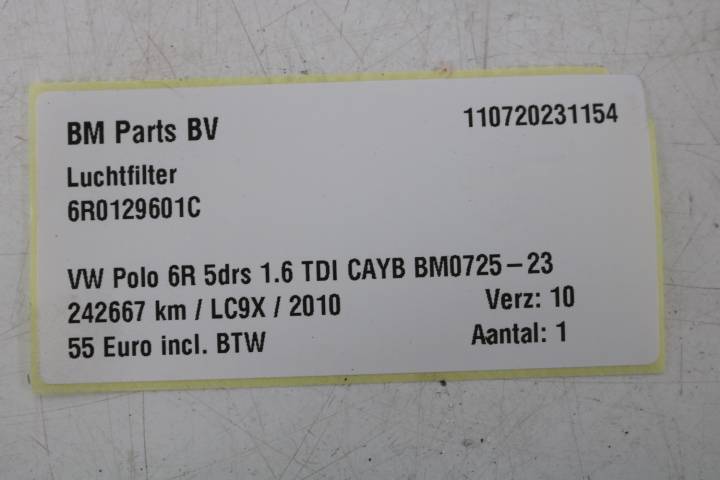 BM Parts BV 110720231154
Luchtfilter
6R0129601C
VW Polo 6R 5drs 1.6 TDI CAYB BM0725-23
242667 km / LC9X / 2010 Verz: 10
55 Euro incl. BTW Aantal: 1